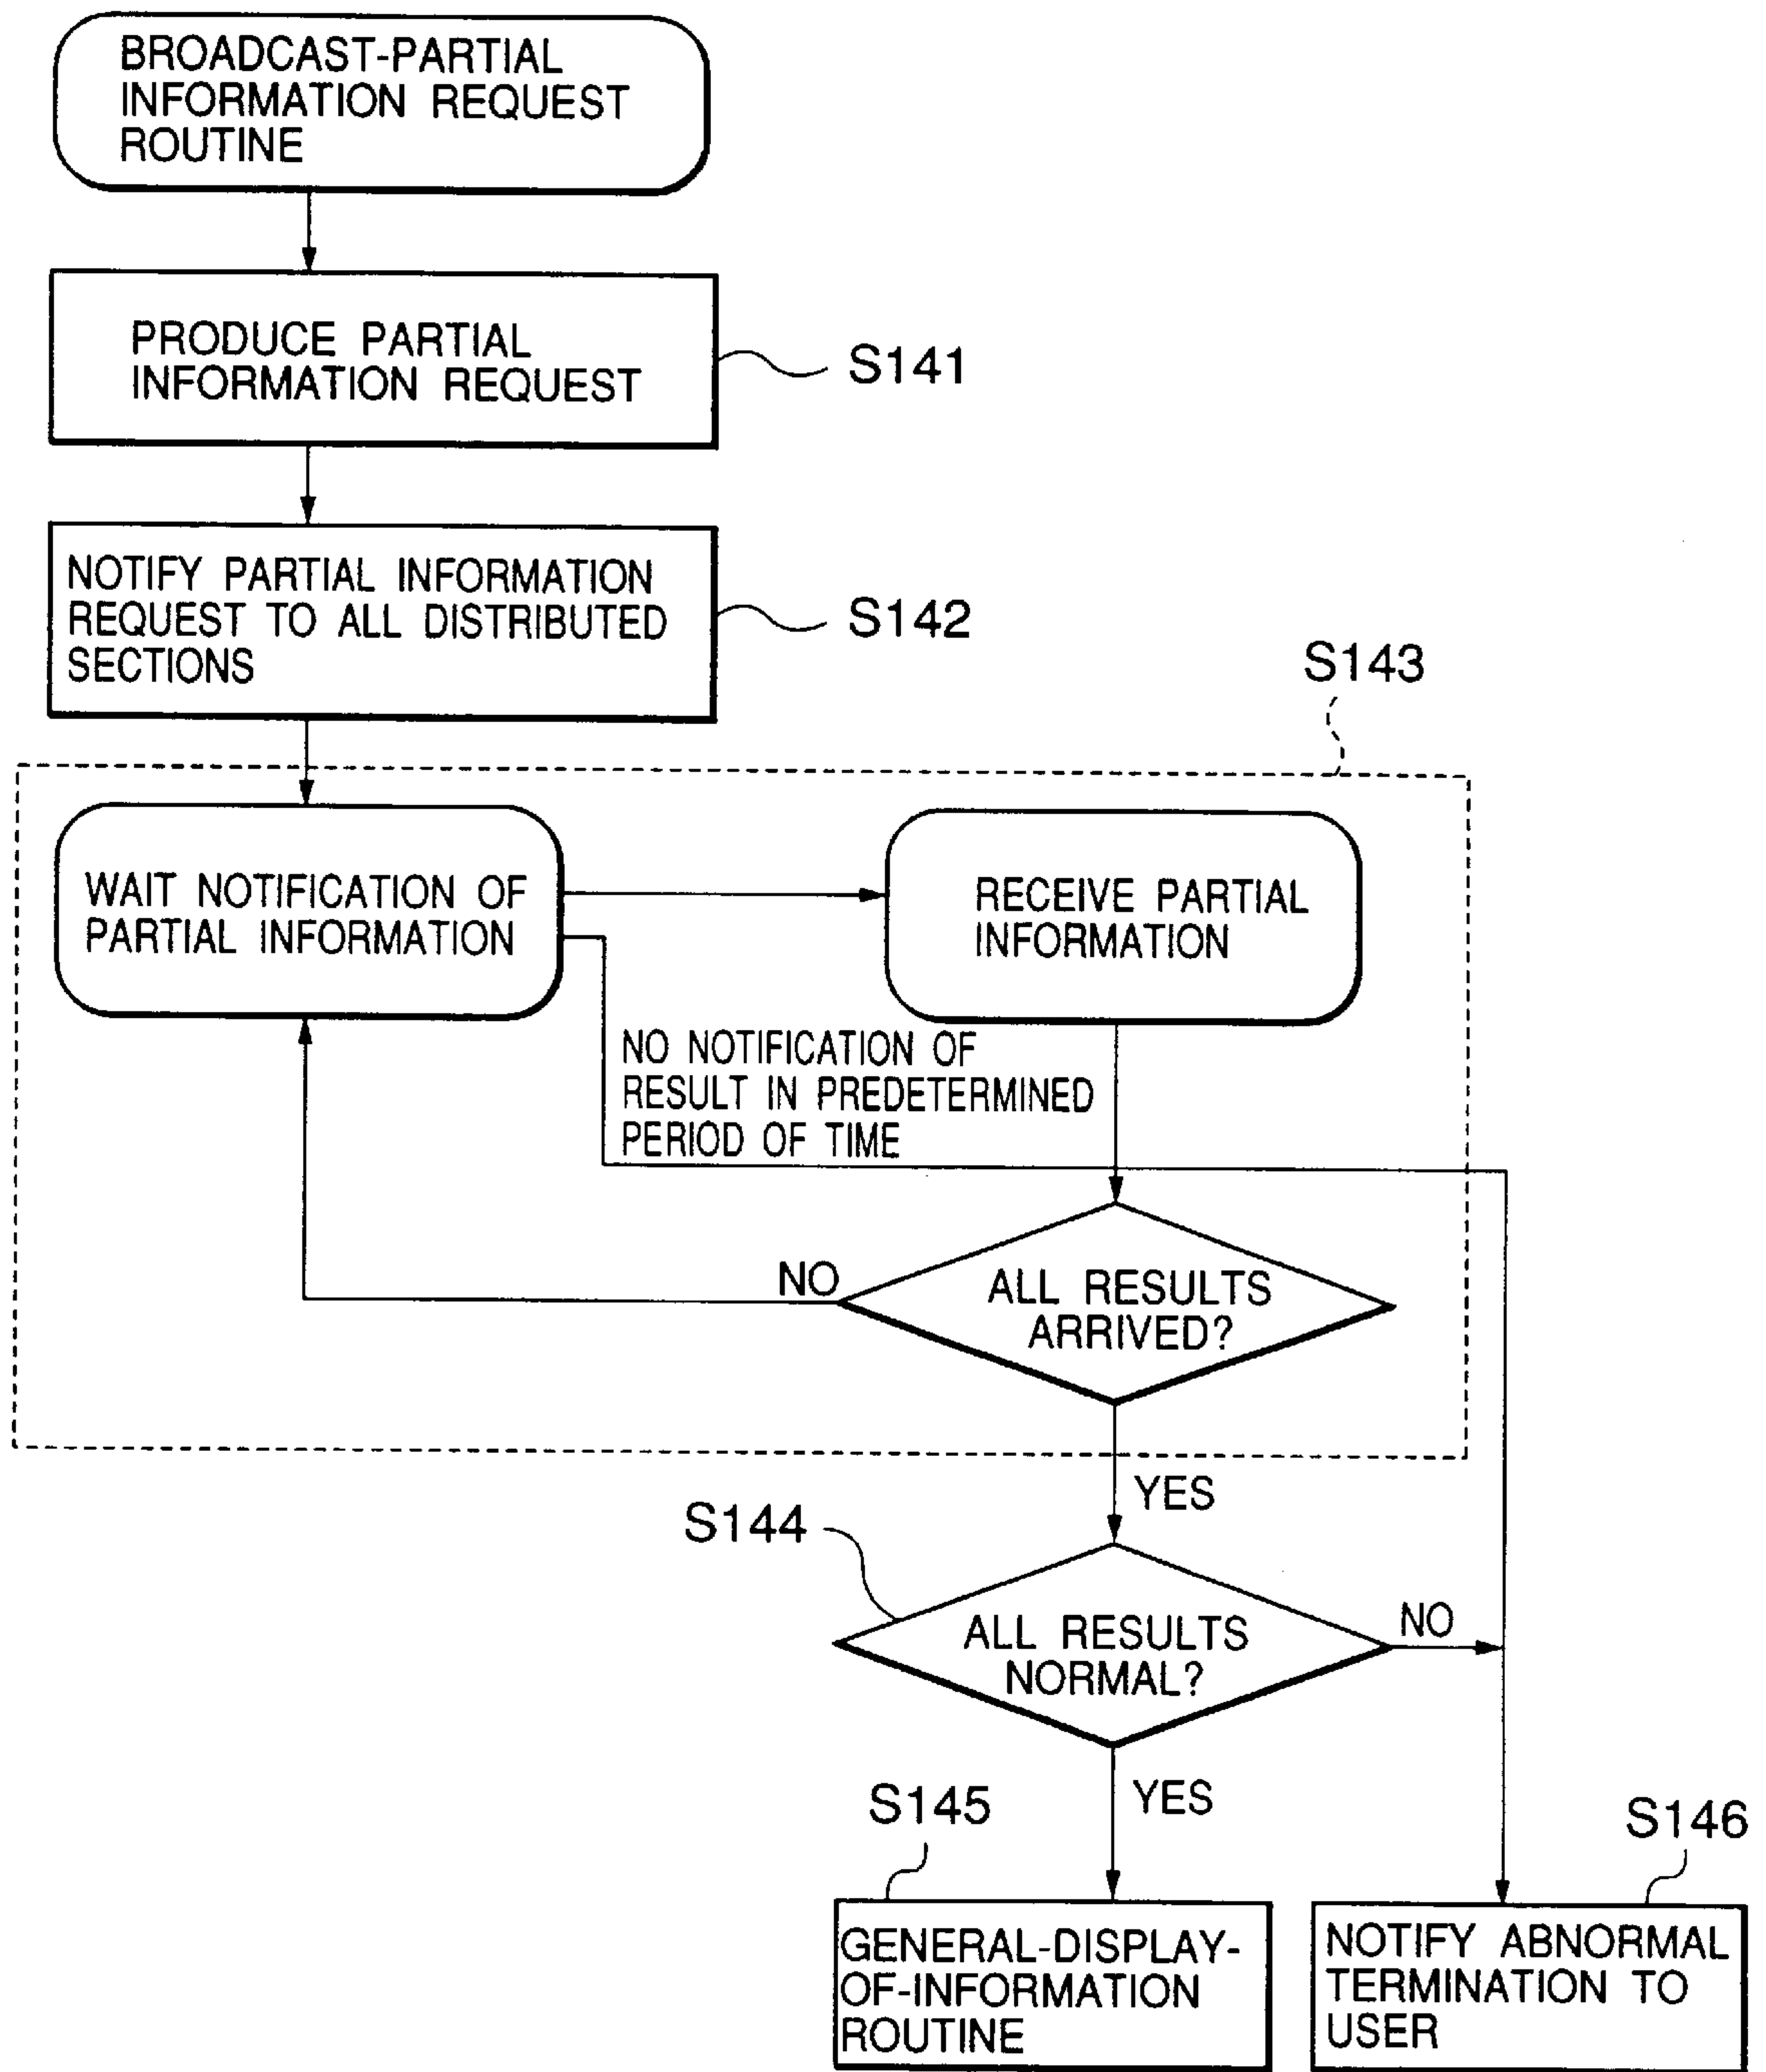 BROADCAST-PARTIAL
INFORMATION REQUEST
ROUTINE
PRODUCE PARTIAL
INFORMATION REQUEST
S141
NOTIFY PARTIAL INFORMATION
REQUEST TO ALL DISTRIBUTED
SECTIONS
S142
S143
WAIT NOTIFICATION OF
PARTIAL INFORMATION
RECEIVE PARTIAL
INFORMATION
NO NOTIFICATION OF
RESULT IN PREDETERMINED
PERIOD OF TIME
NO
ALL RESULTS
ARRIVED?
YES
S144
ALL RESULTS
NORMAL?
NO
YES
S145
S146
GENERAL-DISPLAY-
OF-INFORMATION
ROUTINE
NOTIFY ABNORMAL
TERMINATION TO
USER